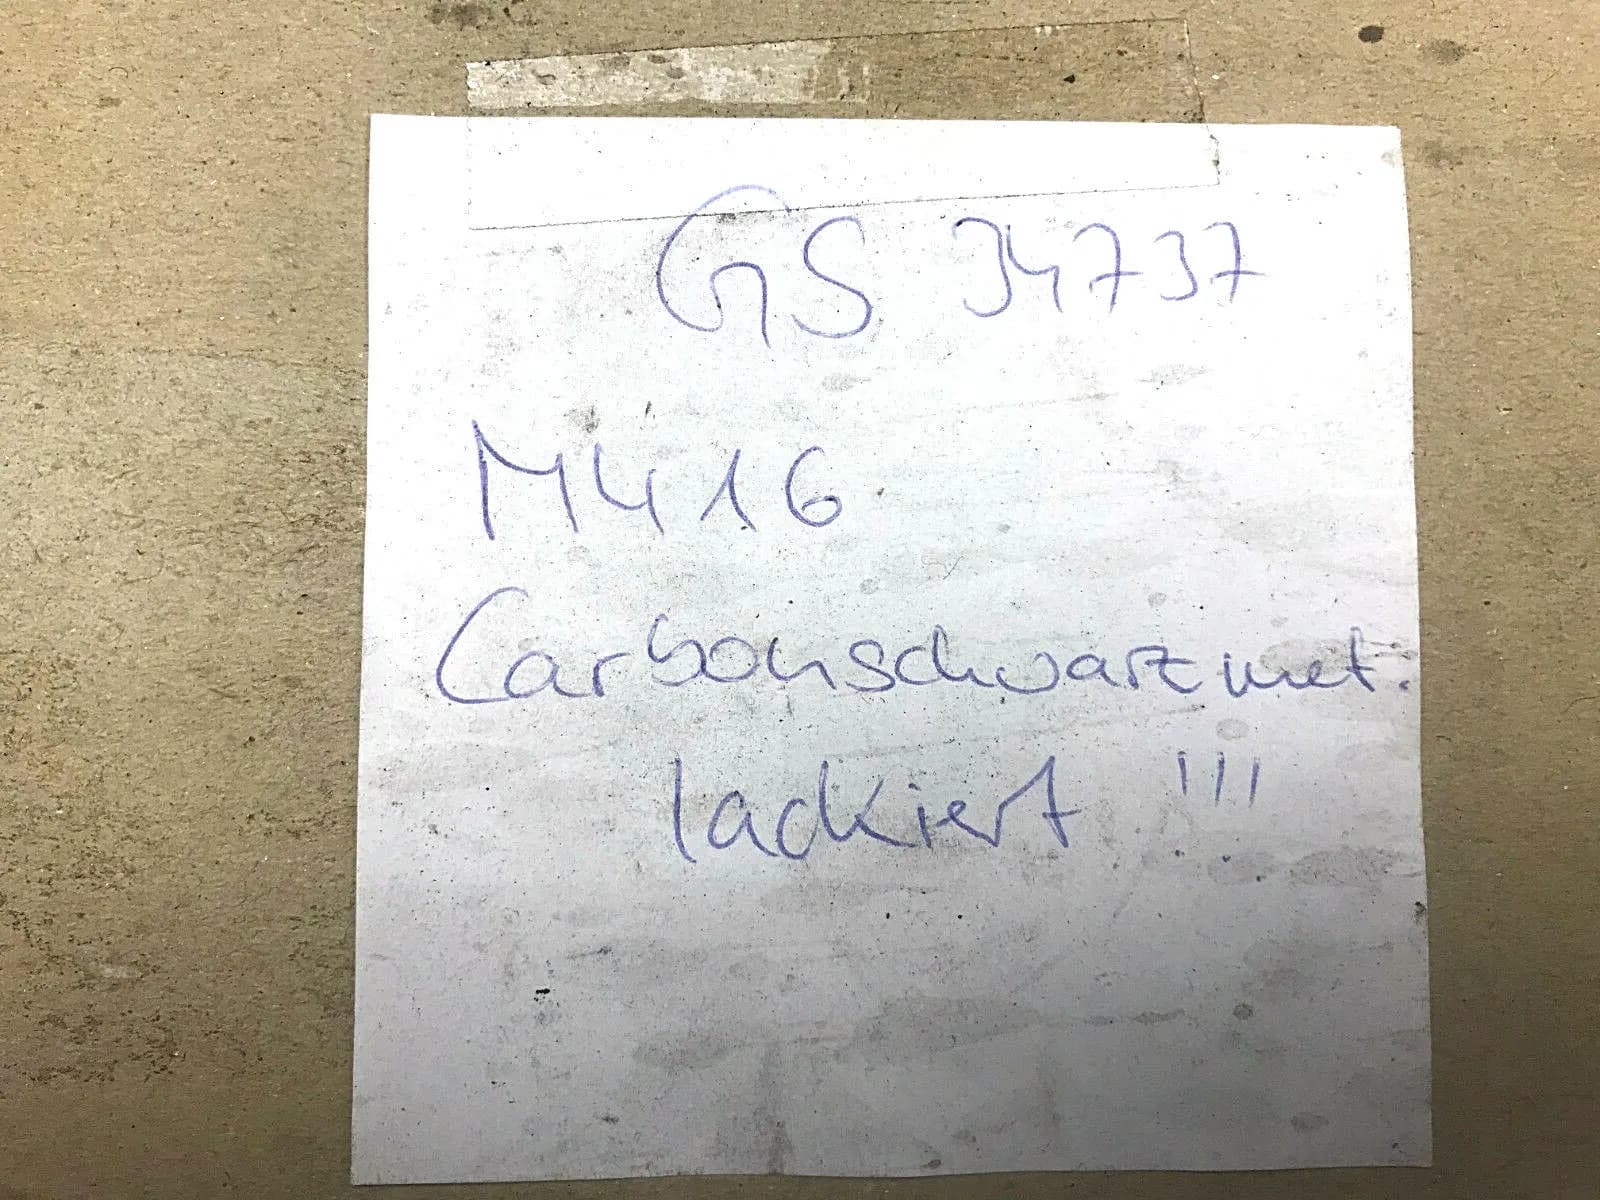 GS 34737
M416
Carbonschwarz met.
lackiert !!!